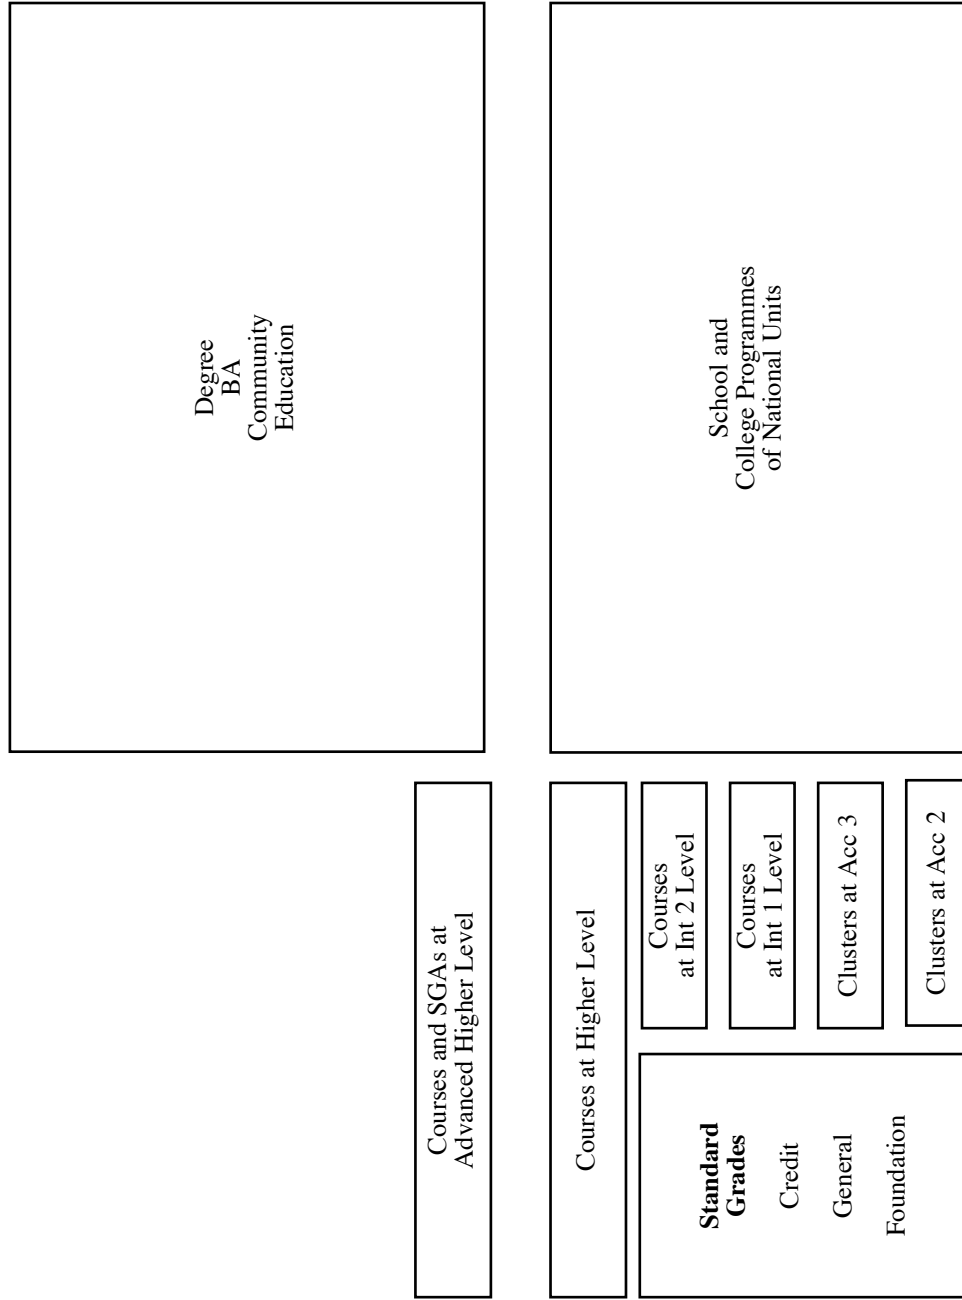 Degree
BA
Community
Education
School and
College Programmes
of National Units
Courses and SGAs at
Advanced Higher Level
Courses at Higher Level
Courses
at Int 2 Level
Courses
at Int 1 Level
Clusters at Acc 3
Clusters at Acc 2
Standard
Grades
Credit
General
Foundation